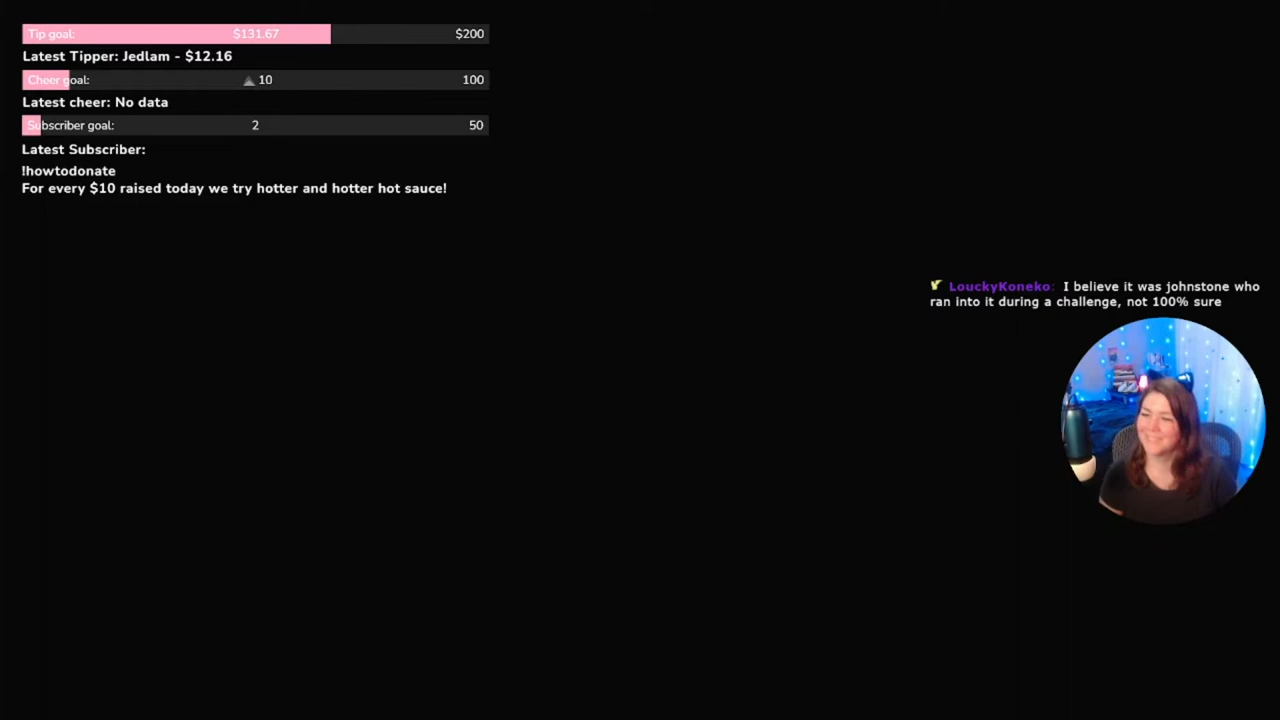 Tip goal: $131.67 $200
Latest Tipper: Jedlam - $12.16
Cheer goal: 10 100
Latest cheer: No data
Subscriber goal: 2 50
Latest Subscriber:
!howtodonate
For every $10 raised today we try hotter and hotter hot sauce!
LouckyKoneko: I believe it was johnstone who
ran into it during a challenge, not 100% sure